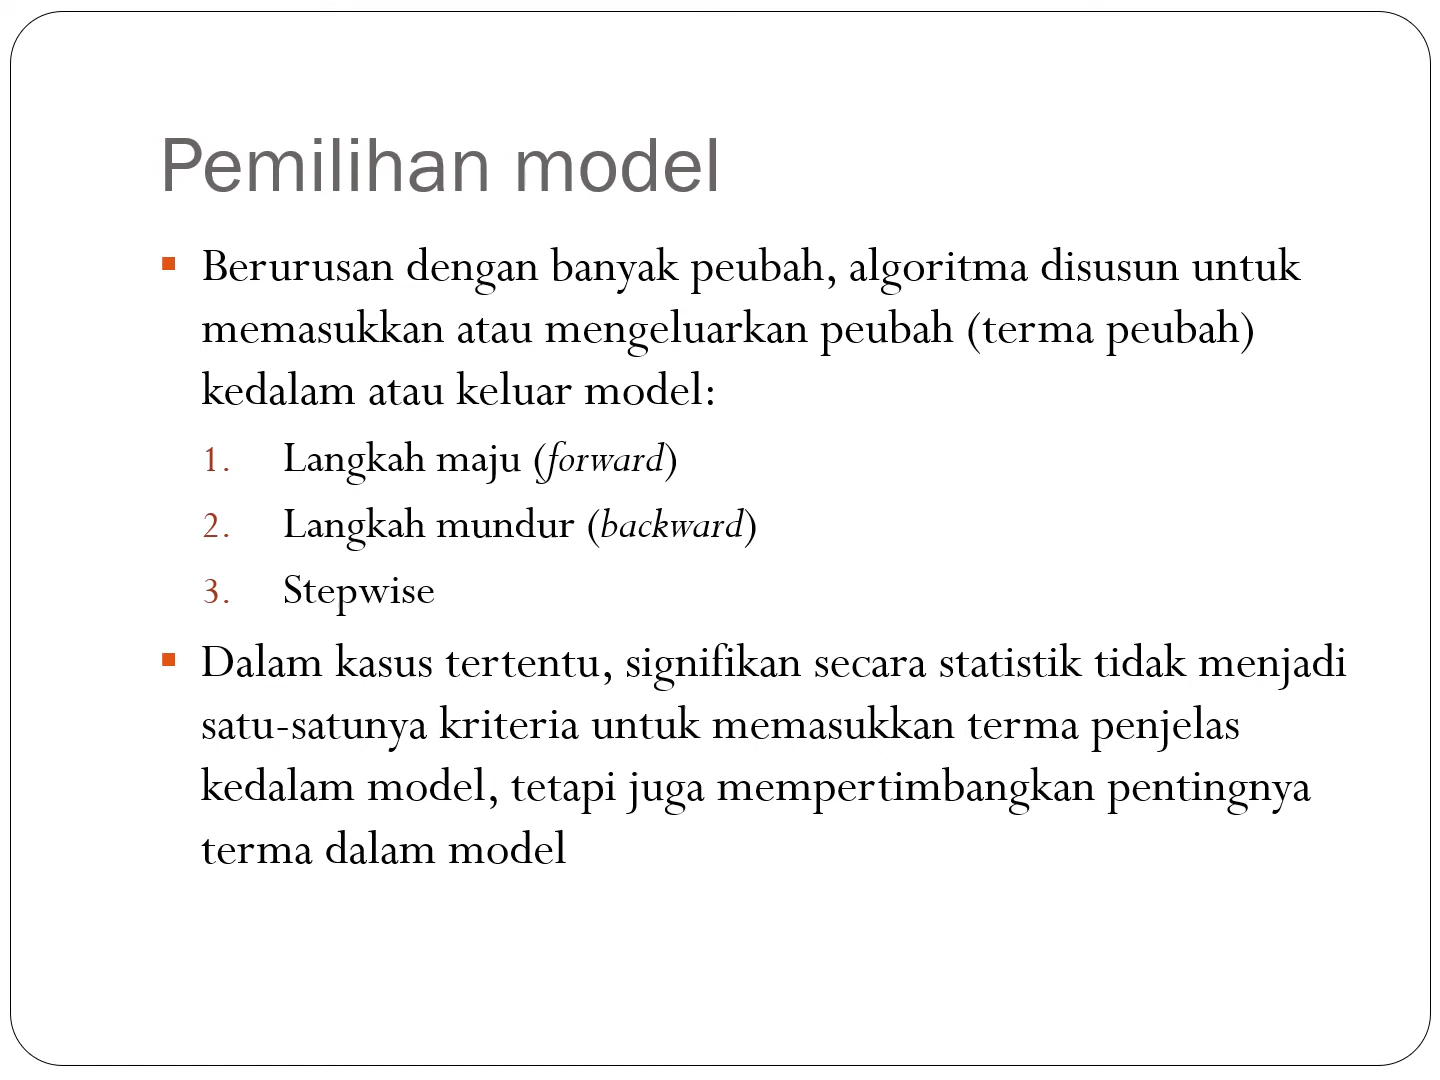 Pemilihan model
Berurusan dengan banyak peubah, algoritma disusun untuk
memasukkan atau mengeluarkan peubah (terma peubah)
kedalam atau keluar model:
1. Langkah maju (forward)
2. Langkah mundur (backward)
3. Stepwise
Dalam kasus tertentu, signifikan secara statistik tidak menjadi
satu-satunya kriteria untuk memasukkan terma penjelas
kedalam model, tetapi juga mempertimbangkan pentingnya
terma dalam model